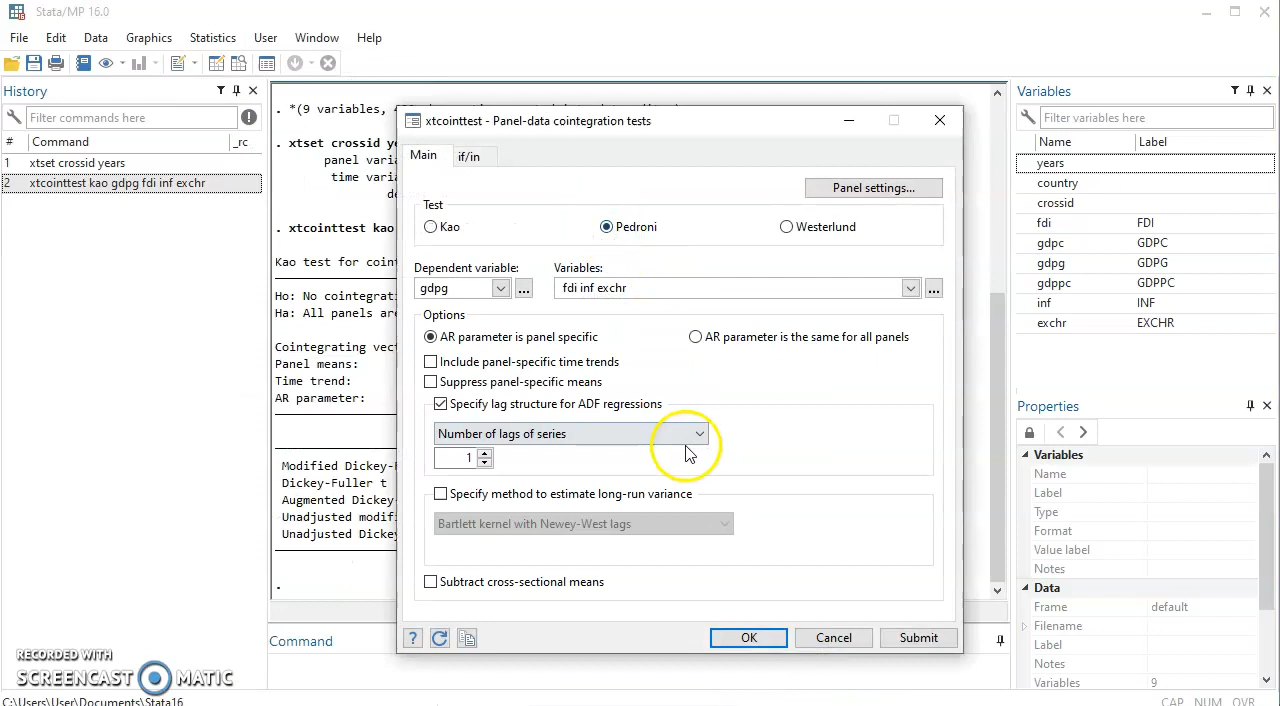 Stata/MP 16.0
File Edit Data Graphics Statistics User Window Help
History
Filter commands here
# Command _rc
1 xtset crossid years
2 xtcointtest kao gdpg fdi inf exchr
. *(9 variables,
. xtset crossid yea
panel varia
time varia
de
. xtcointtest kao
Kao test for coin
Ho: No cointegrati
Ha: All panels are
Cointegrating vec
Panel means:
Time trend:
AR parameter:
Modified Dickey-F
Dickey-Fuller t
Augmented Dickey
Unadjusted modif
Unadjusted Dickey
.
Command
xtcointtest - Panel-data cointegration tests
Main if/in
Panel settings...
Test
Kao Pedroni Westerlund
Dependent variable: Variables:
gdpg ... fdi inf exchr ...
Options
AR parameter is panel specific AR parameter is the same for all panels
Include panel-specific time trends
Suppress panel-specific means
Specify lag structure for ADF regressions
Number of lags of series
1
Specify method to estimate long-run variance
Bartlett kernel with Newey-West lags
Subtract cross-sectional means
? OK Cancel Submit
Variables
Filter variables here
Name Label
years
country
crossid
fdi FDI
gdpc GDPC
gdpg GDPG
gdppc GDPPC
inf INF
exchr EXCHR
Properties
Variables
Name
Label
Type
Format
Value label
Notes
Data
Frame default
Filename
Label
Notes
Variables 9
RECORDED WITH
SCREENCAST MATIC
C:\Users\User\Documents\Stata16
CAP NUM OVR